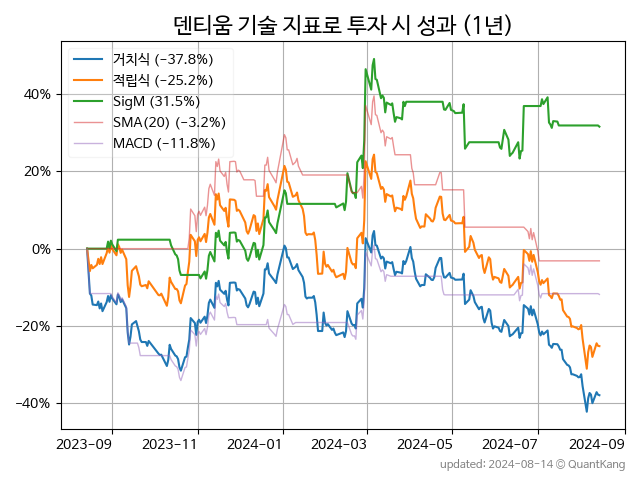 덴티움 기술 지표로 투자 시 성과 (1년)
거치식 (-37.8%)
적립식 (-25.2%)
SigM (31.5%)
SMA(20) (-3.2%)
MACD (-11.8%)
40%
20%
0%
-20%
-40%
2023-09 2023-11 2024-01 2024-03 2024-05 2024-07 2024-09
updated: 2024-08-14 © QuantKang